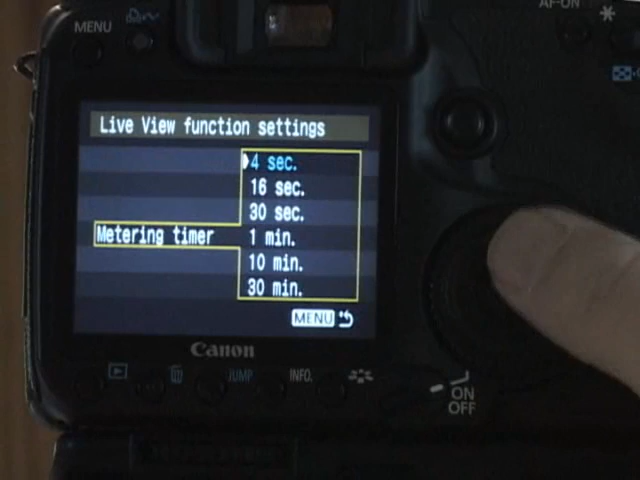 MENU
AF-ON
Live View function settings
4 sec.
16 sec.
30 sec.
Metering timer
1 min.
10 min.
30 min.
MENU
Canon
JUMP
INFO.
ON
OFF